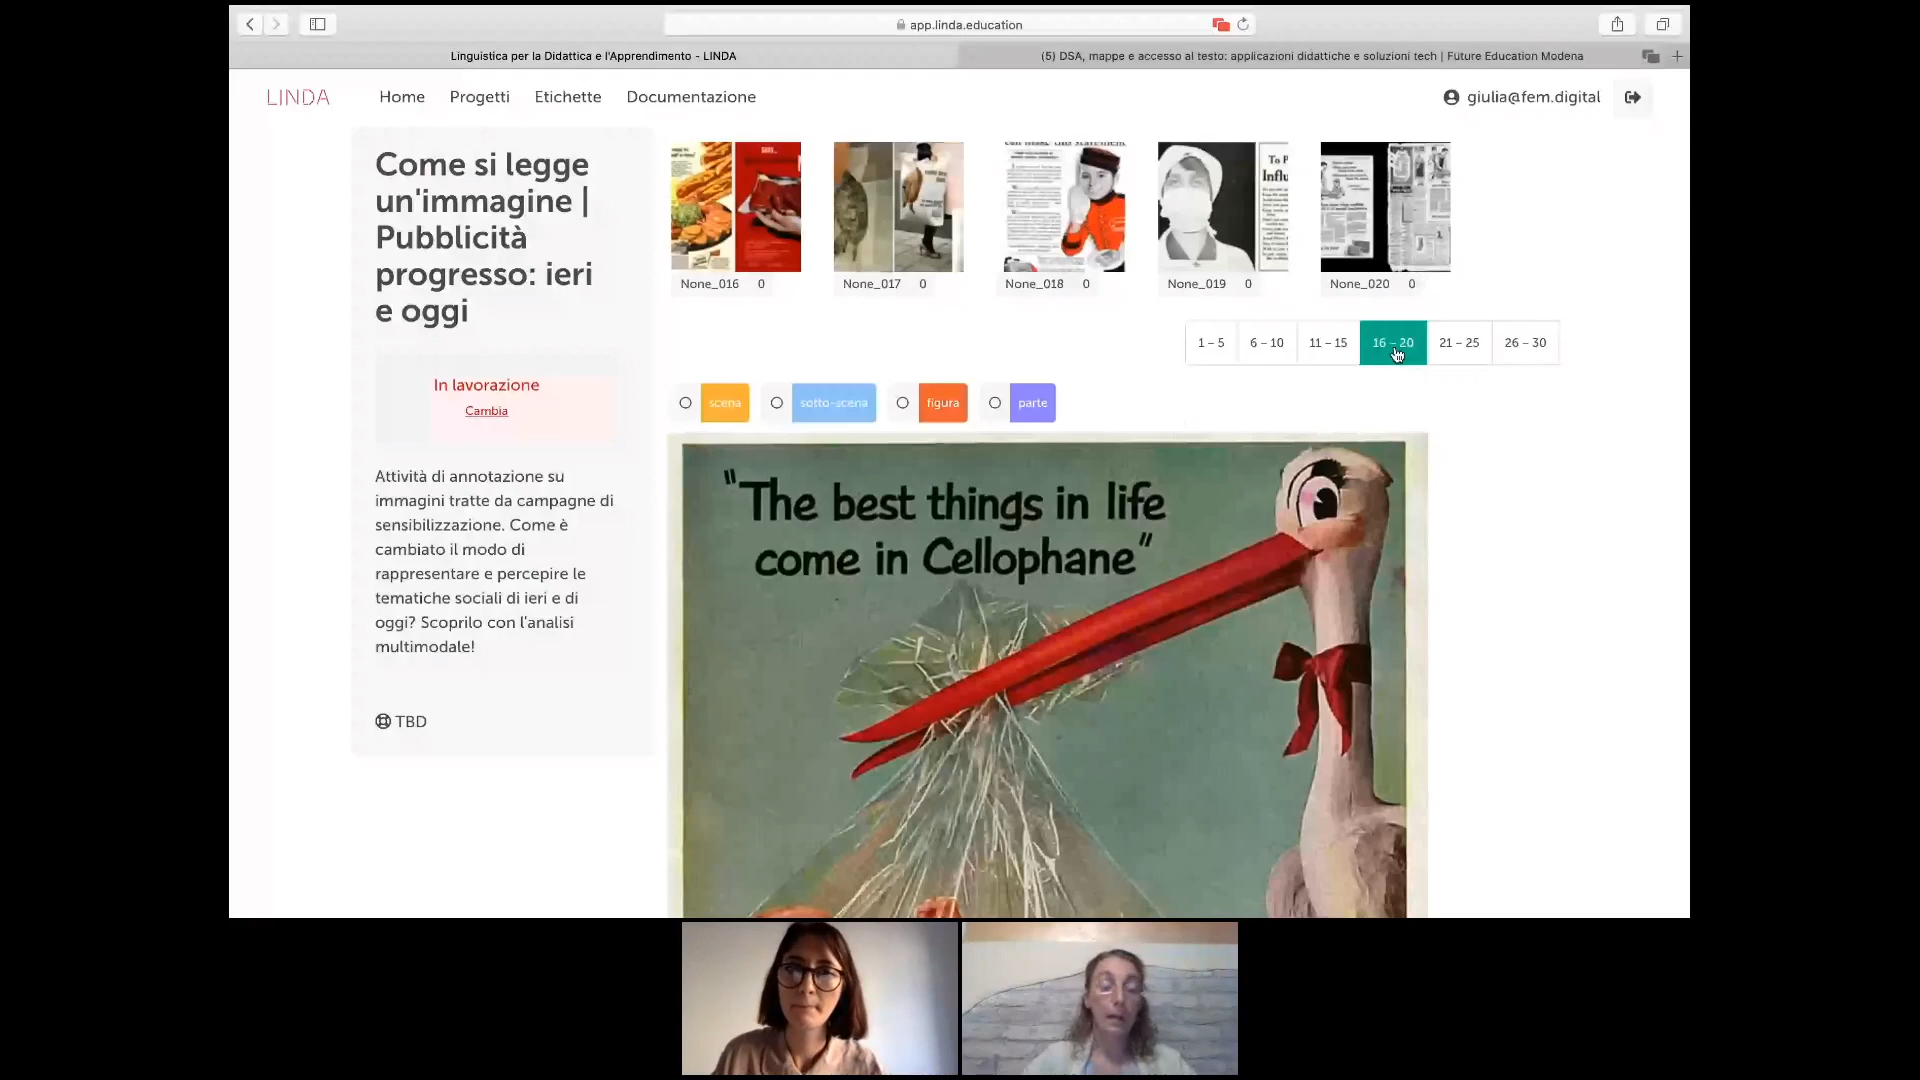 app.linda.education
Linguistica per la Didattica e l'Apprendimento - LINDA
(5) DSA, mappe e accesso al testo: applicazioni didattiche e soluzioni tech | Future Education Modena
LINDA
Home
Progetti
Etichette
Documentazione
giulia@fem.digital
Come si legge
un'immagine |
Pubblicità
progresso: ieri
e oggi
In lavorazione
Cambia
Attività di annotazione su
immagini tratte da campagne di
sensibilizzazione. Come è
cambiato il modo di
rappresentare e percepire le
tematiche sociali di ieri e di
oggi? Scoprilo con l'analisi
multimodale!
TBD
None_016 0
None_017 0
None_018 0
None_019 0
None_020 0
1 – 5
6 – 10
11 – 15
16 – 20
21 – 25
26 – 30
scena
sotto-scena
figura
parte
"The best things in life
come in Cellophane"